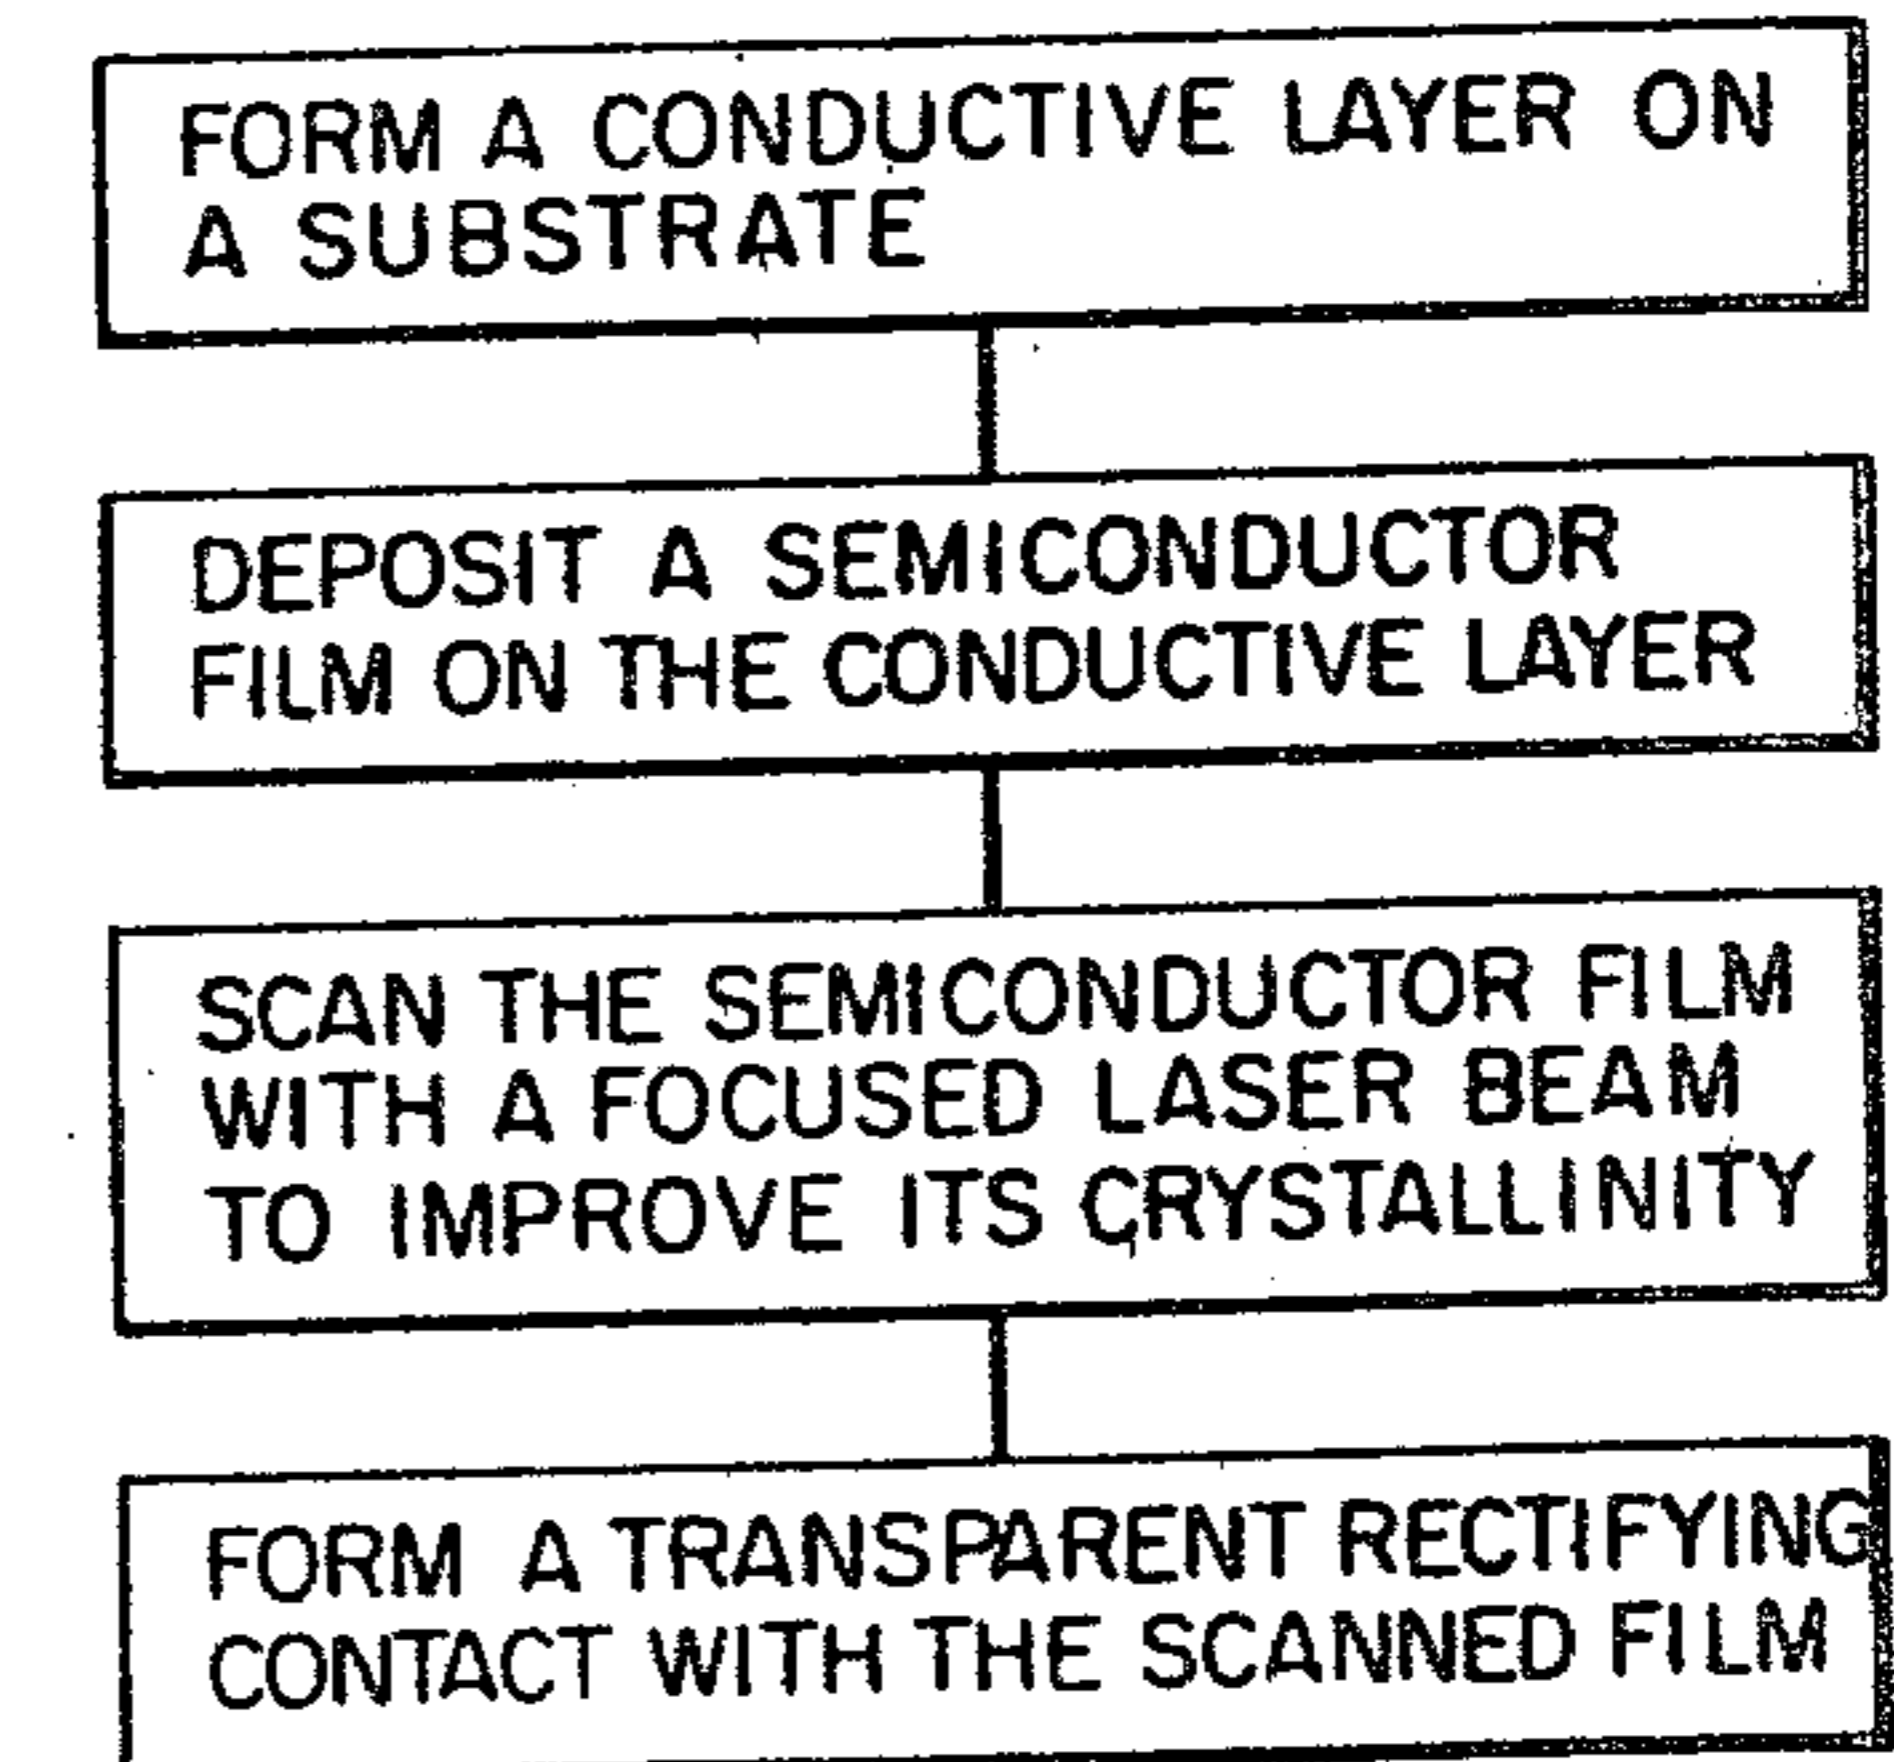 FORM A CONDUCTIVE LAYER ON
A SUBSTRATE
DEPOSIT A SEMICONDUCTOR
FILM ON THE CONDUCTIVE LAYER
SCAN THE SEMICONDUCTOR FILM
WITH A FOCUSED LASER BEAM
TO IMPROVE ITS CRYSTALLINITY
FORM A TRANSPARENT RECTIFYING
CONTACT WITH THE SCANNED FILM